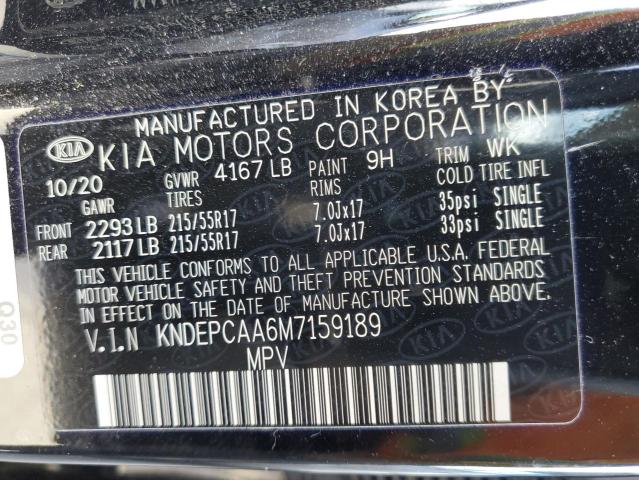 MANUFACTURED IN KOREA BY
KIA KIA MOTORS CORPORATION
10/20 GVWR 4167 LB PAINT 9H TRIM WK
GAWR TIRES RIMS COLD TIRE INFL
FRONT 2293 LB 215/55R17 7.0Jx17 35psi SINGLE
REAR 2117 LB 215/55R17 7.0Jx17 33psi SINGLE
THIS VEHICLE CONFORMS TO ALL APPLICABLE U.S.A. FEDERAL
MOTOR VEHICLE SAFETY AND THEFT PREVENTION STANDARDS
IN EFFECT ON THE DATE OF MANUFACTURE SHOWN ABOVE.
V.I.N KNDEPCAA6M7159189
MPV
Q30